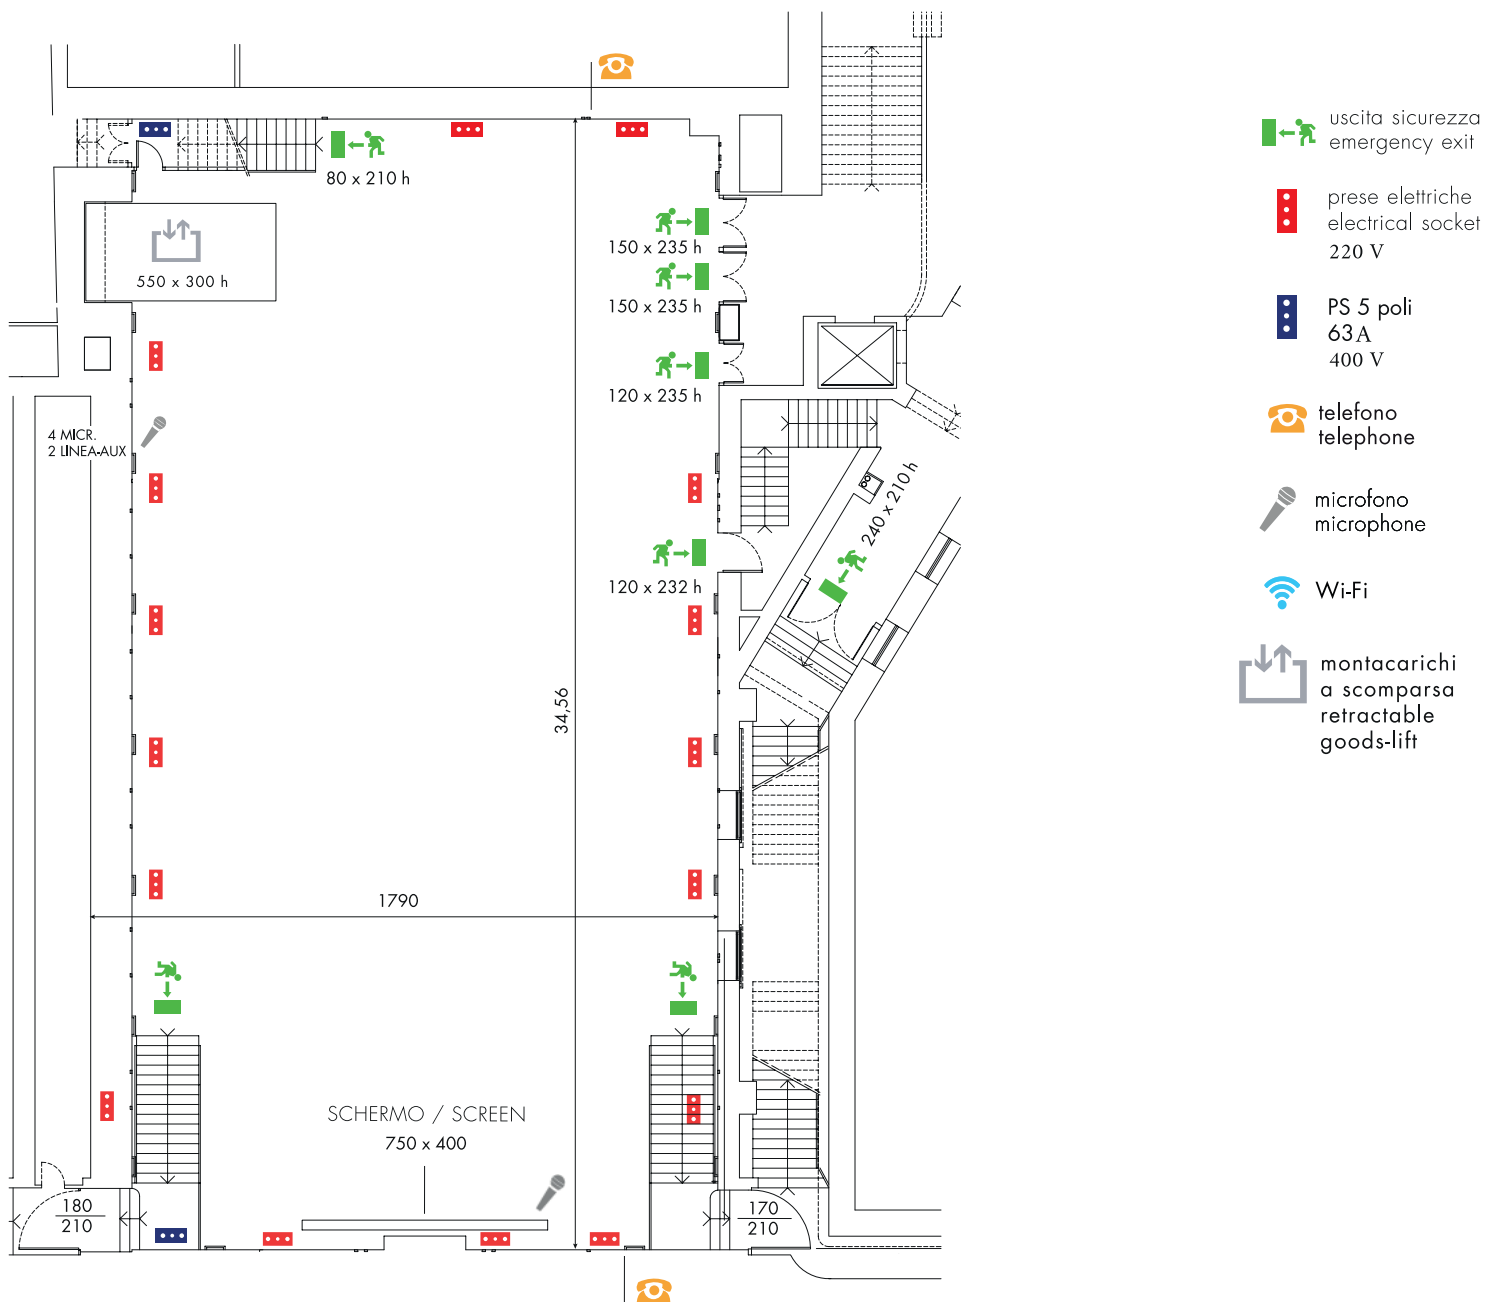 80 x 210 h
150 x 235 h
550 x 300 h
150 x 235 h
120 x 235 h
4 MICR.
2 LINEA-AUX
240 x 210 h
120 x 232 h
34,56
1790
SCHERMO / SCREEN
750 x 400
180
210
170
210
uscita sicurezza
emergency exit
prese elettriche
electrical socket
220 V
PS 5 poli
63A
400 V
telefono
telephone
microfono
microphone
Wi-Fi
montacarichi
a scomparsa
retractable
goods-lift